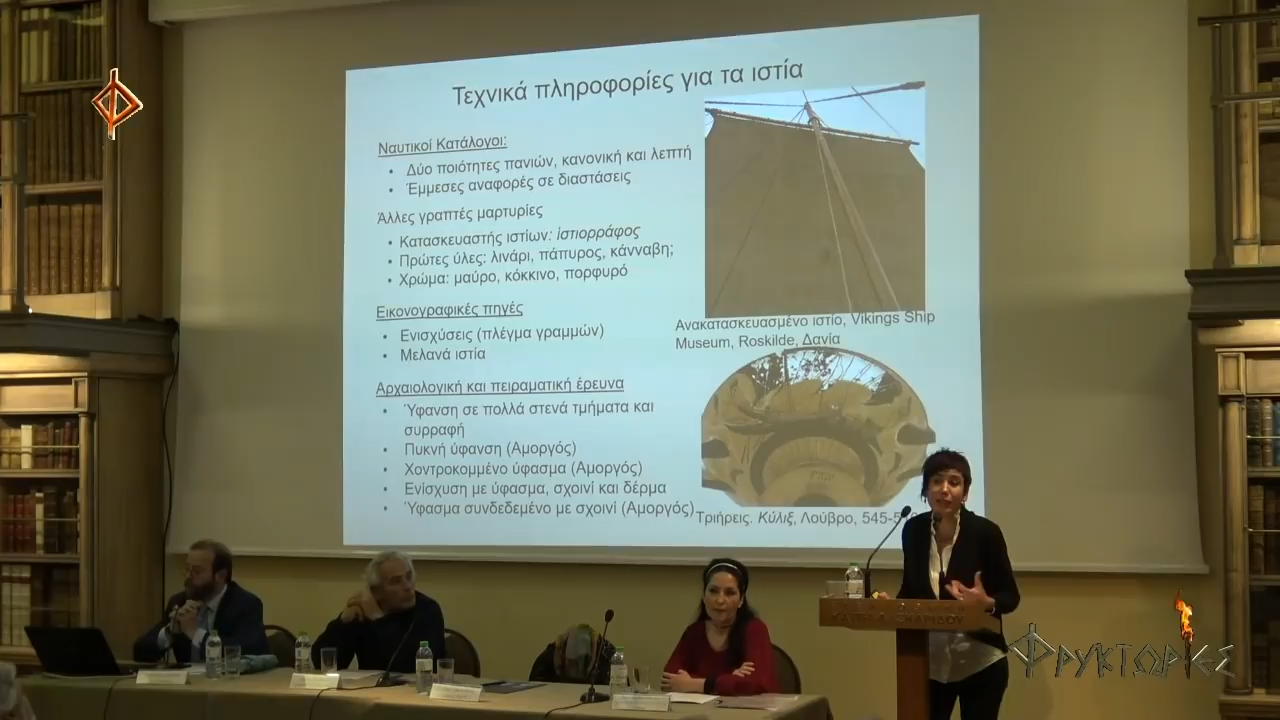 Τεχνικά πληροφορίες για τα ιστία
Ναυτικοί Κατάλογοι:
• Δύο ποιότητες πανιών, κανονική και λεπτή
• Έμμεσες αναφορές σε διαστάσεις
Άλλες γραπτές μαρτυρίες
• Κατασκευαστής ιστίων: ἱστιορράφος
• Πρώτες ύλες: λινάρι, πάπυρος, κάνναβη;
• Χρώμα: μαύρο, κόκκινο, πορφυρό
Εικονογραφικές πηγές
• Ενισχύσεις (πλέγμα γραμμών)
• Μελανά ιστία
Αρχαιολογική και πειραματική έρευνα
• Ύφανση σε πολλά στενά τμήματα και
συρραφή
• Πυκνή ύφανση (Αμοργός)
• Χοντροκομμένο ύφασμα (Αμοργός)
• Ενίσχυση με ύφασμα, σχοινί και δέρμα
• Ύφασμα συνδεδεμένο με σχοινί (Αμοργός)
Ανακατασκευασμένο ιστίο, Vikings Ship
Museum, Roskilde, Δανία
Τριήρεις. Κύλιξ, Λούβρο, 545-5
Φ
ΦΡΥΚΤΩΡΙΕΣ